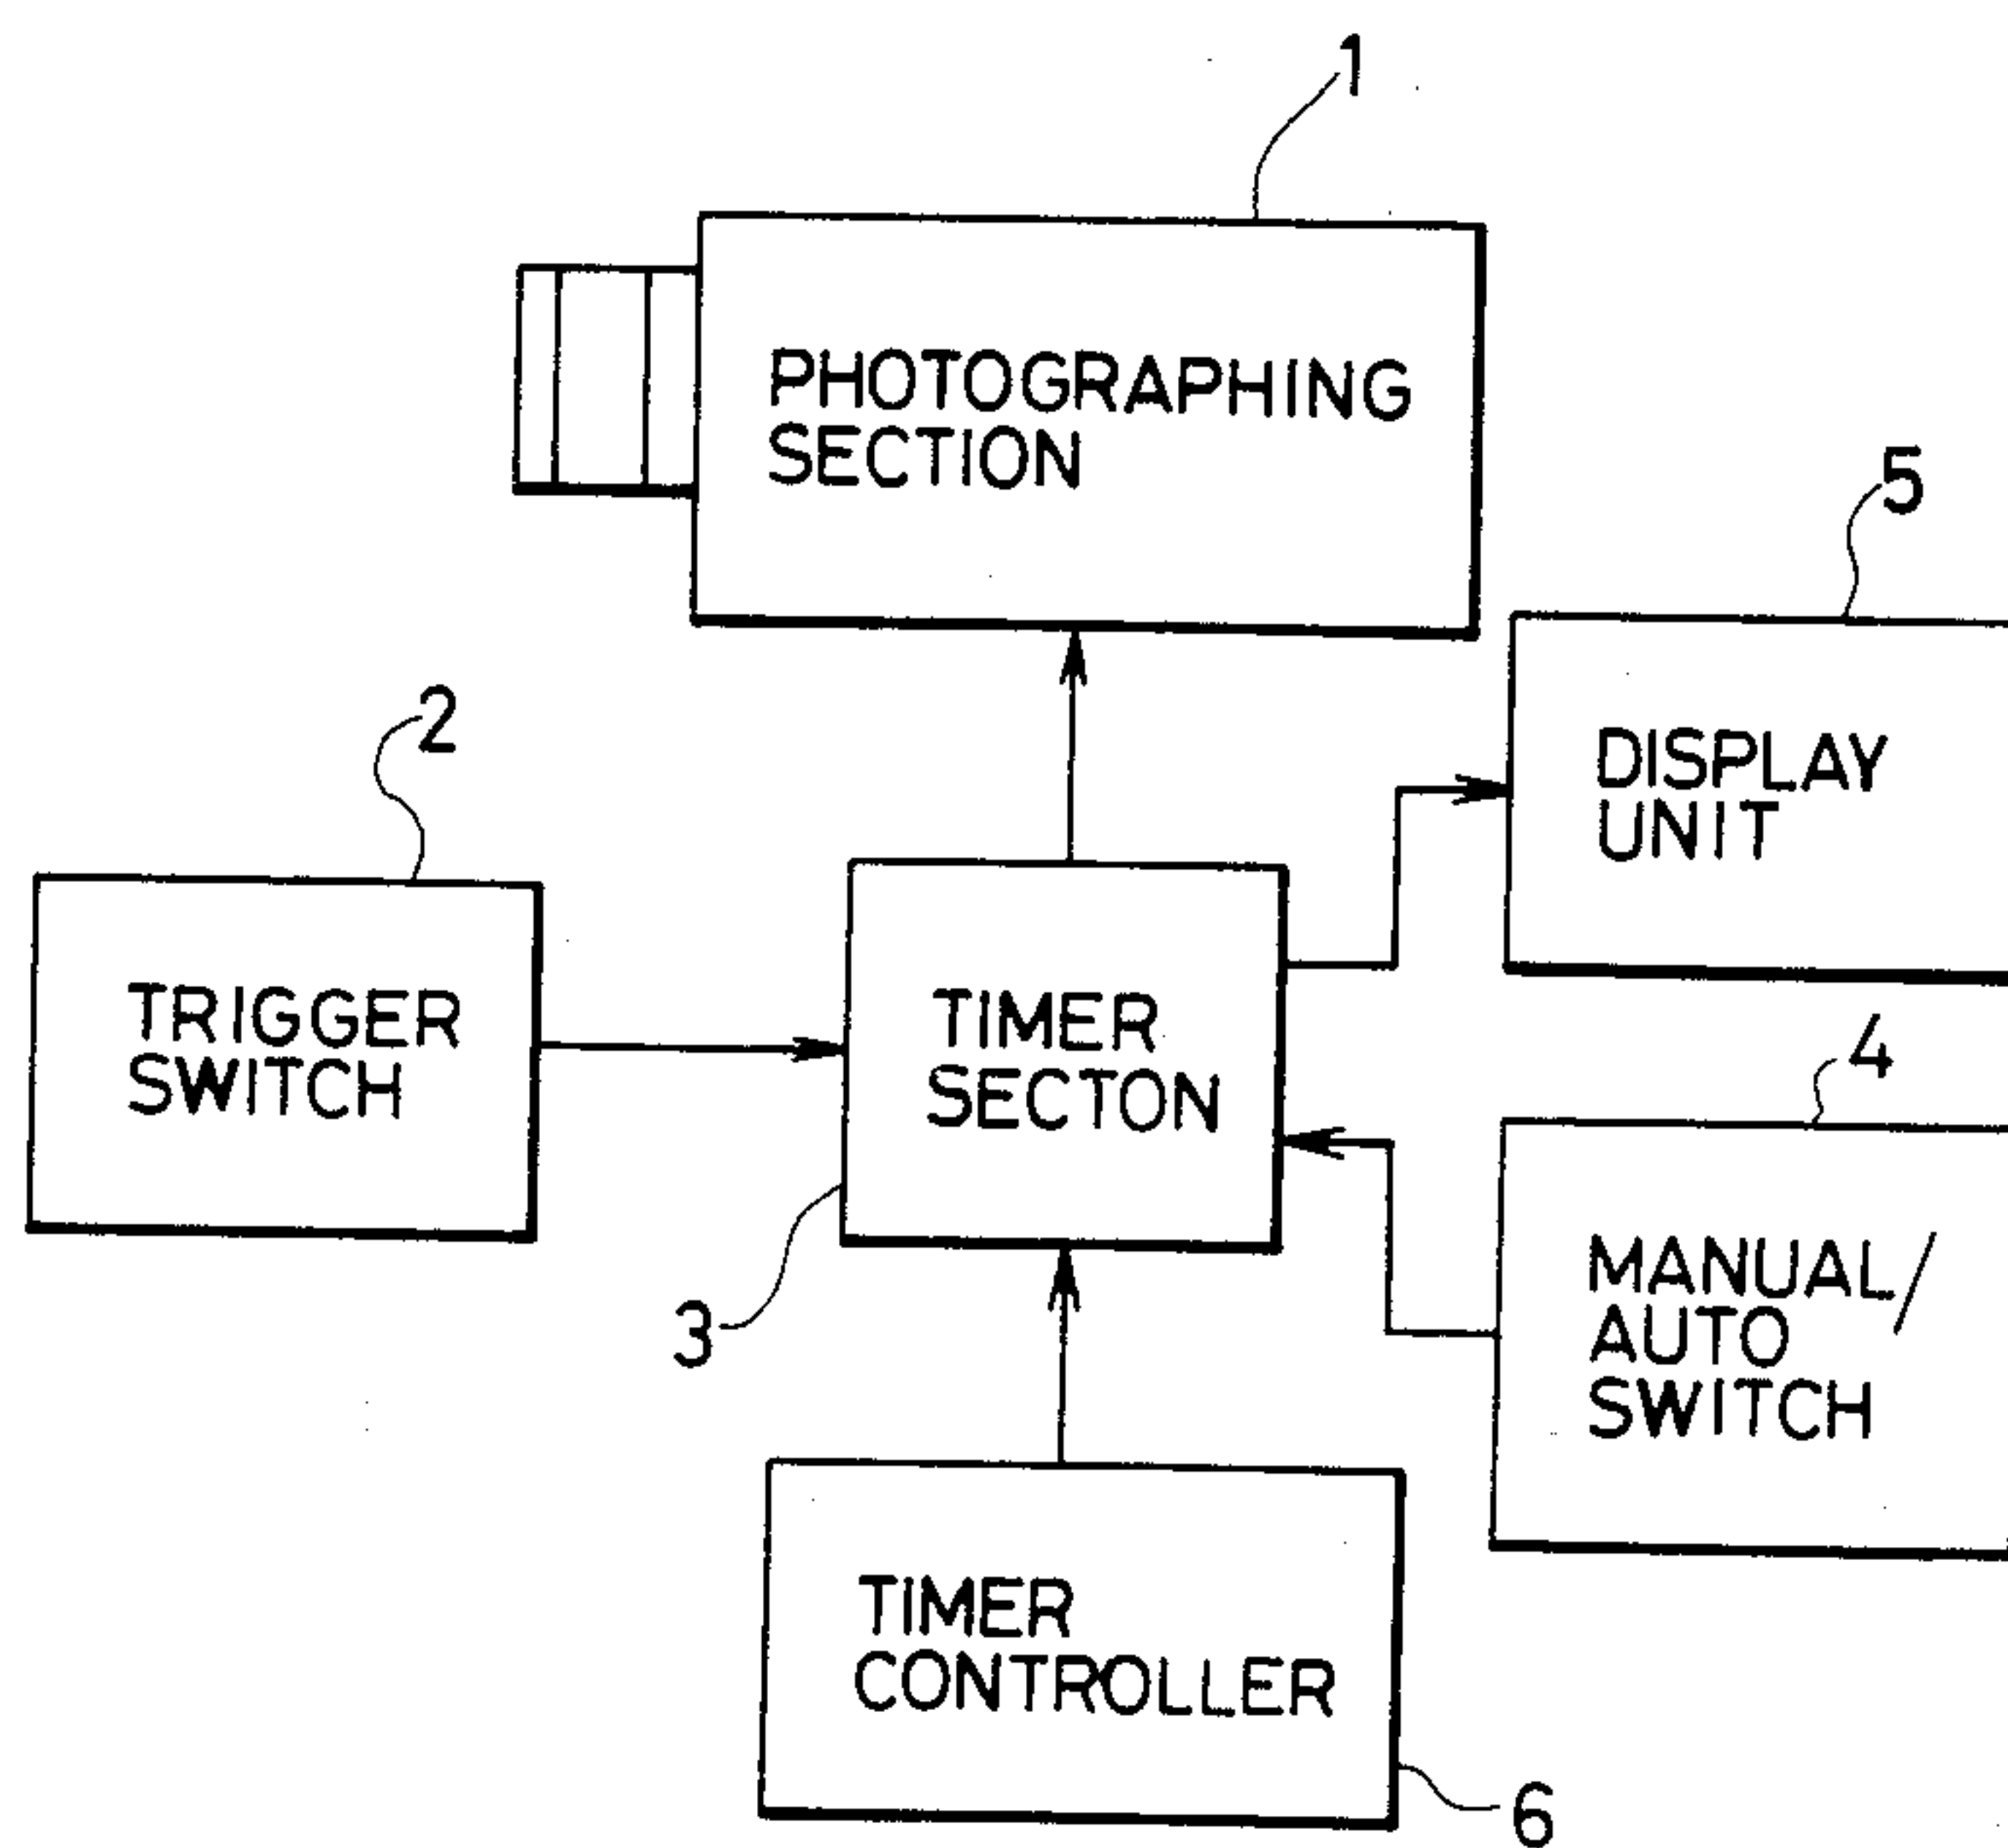 1
PHOTOGRAPHING
SECTION
5
DISPLAY
UNIT
2
TRIGGER
SWITCH
TIMER
SECTON
3
4
MANUAL/
AUTO
SWITCH
TIMER
CONTROLLER
6